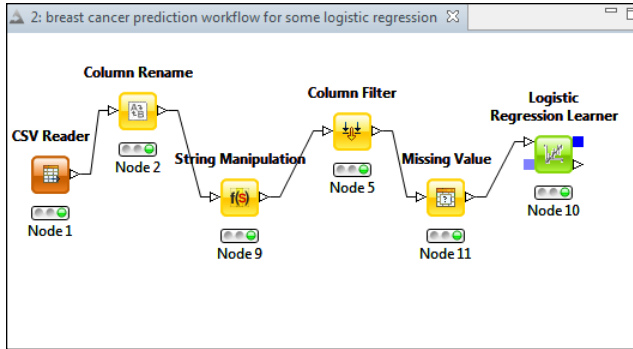 2: breast cancer prediction workflow for some logistic regression
Column Rename
Node 2
CSV Reader
Node 1
String Manipulation
f(S)
Node 9
Column Filter
Node 5
Missing Value
?
Node 11
Logistic
Regression Learner
Node 10